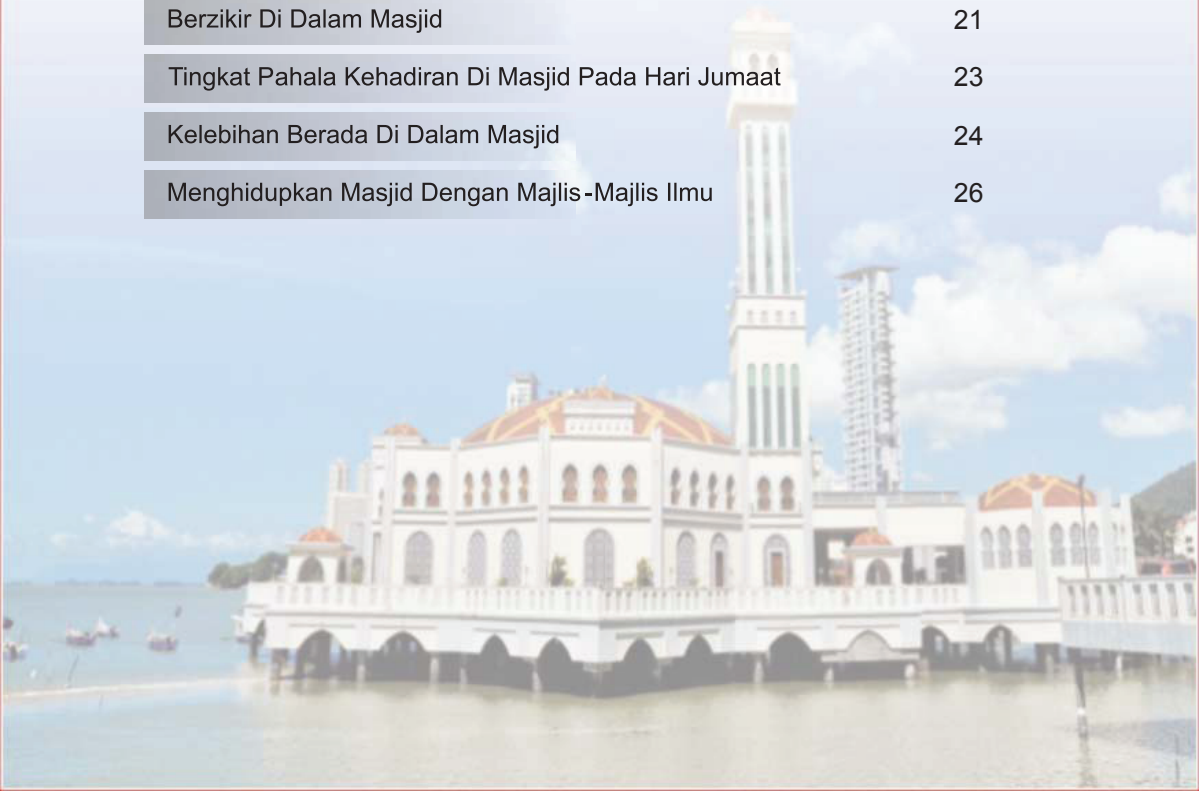 Berzikir Di Dalam Masjid 21
Tingkat Pahala Kehadiran Di Masjid Pada Hari Jumaat 23
Kelebihan Berada Di Dalam Masjid 24
Menghidupkan Masjid Dengan Majlis-Majlis Ilmu 26